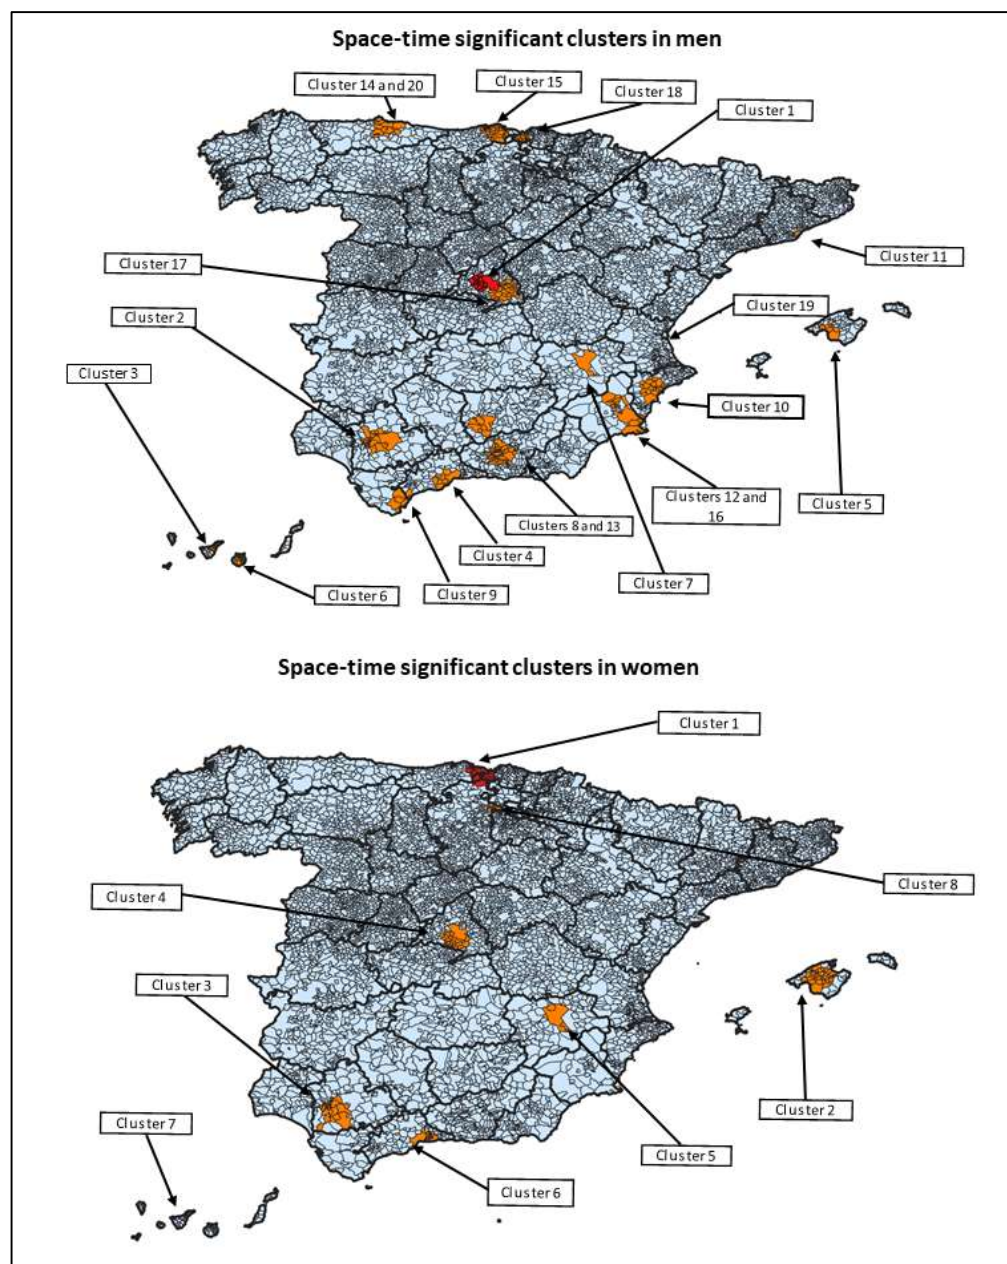 Space-time significant clusters in men
Cluster 14 and 20
Cluster 15
Cluster 18
Cluster 1
Cluster 17
Cluster 11
Cluster 2
Cluster 19
Cluster 3
Cluster 10
Clusters 12 and
16
Cluster 5
Clusters 8 and 13
Cluster 4
Cluster 7
Cluster 6
Cluster 9
Space-time significant clusters in women
Cluster 1
Cluster 8
Cluster 4
Cluster 3
Cluster 2
Cluster 7
Cluster 5
Cluster 6